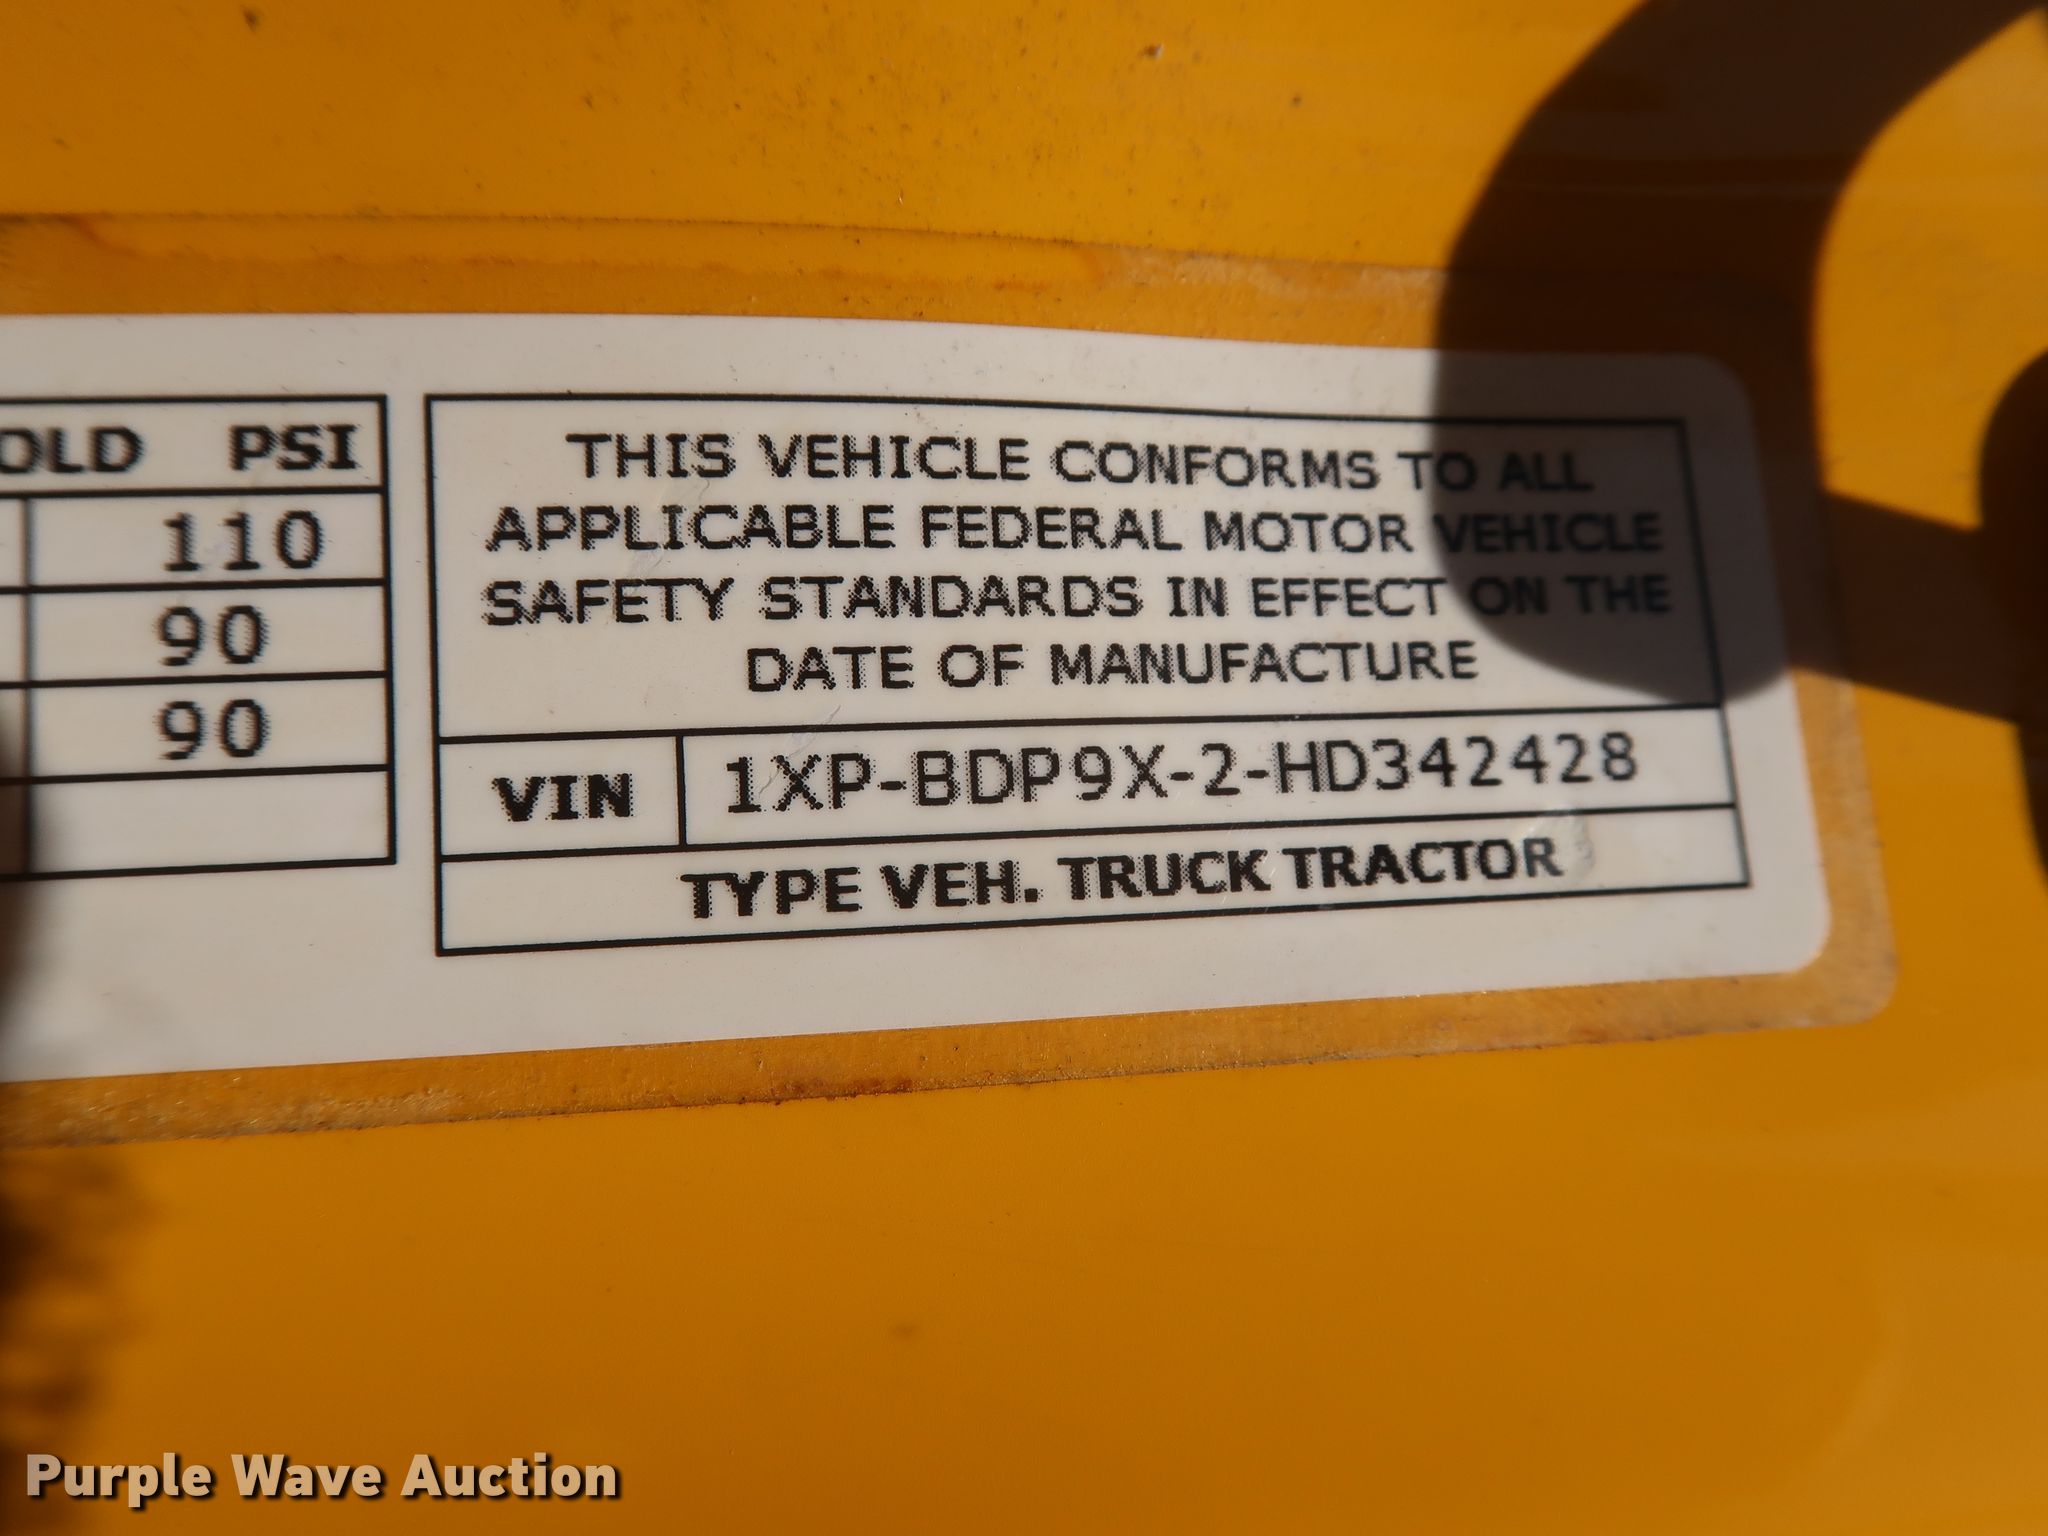 OLD PSI
110
90
90
THIS VEHICLE CONFORMS TO ALL
APPLICABLE FEDERAL MOTOR VEHICLE
SAFETY STANDARDS IN EFFECT ON THE
DATE OF MANUFACTURE
VIN 1XP-BDP9X-2-HD342428
TYPE VEH. TRUCK TRACTOR
Purple Wave Auction